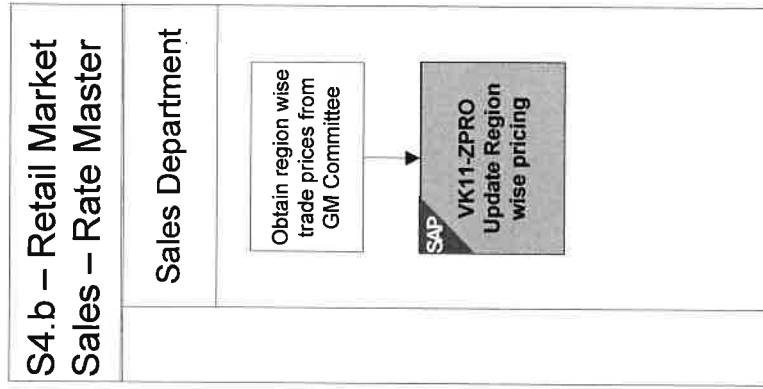 S4.b – Retail Market
Sales – Rate Master
Sales Department
Obtain region wise
trade prices from
GM Committee
SAP
VK11-ZPRO
Update Region
wise pricing